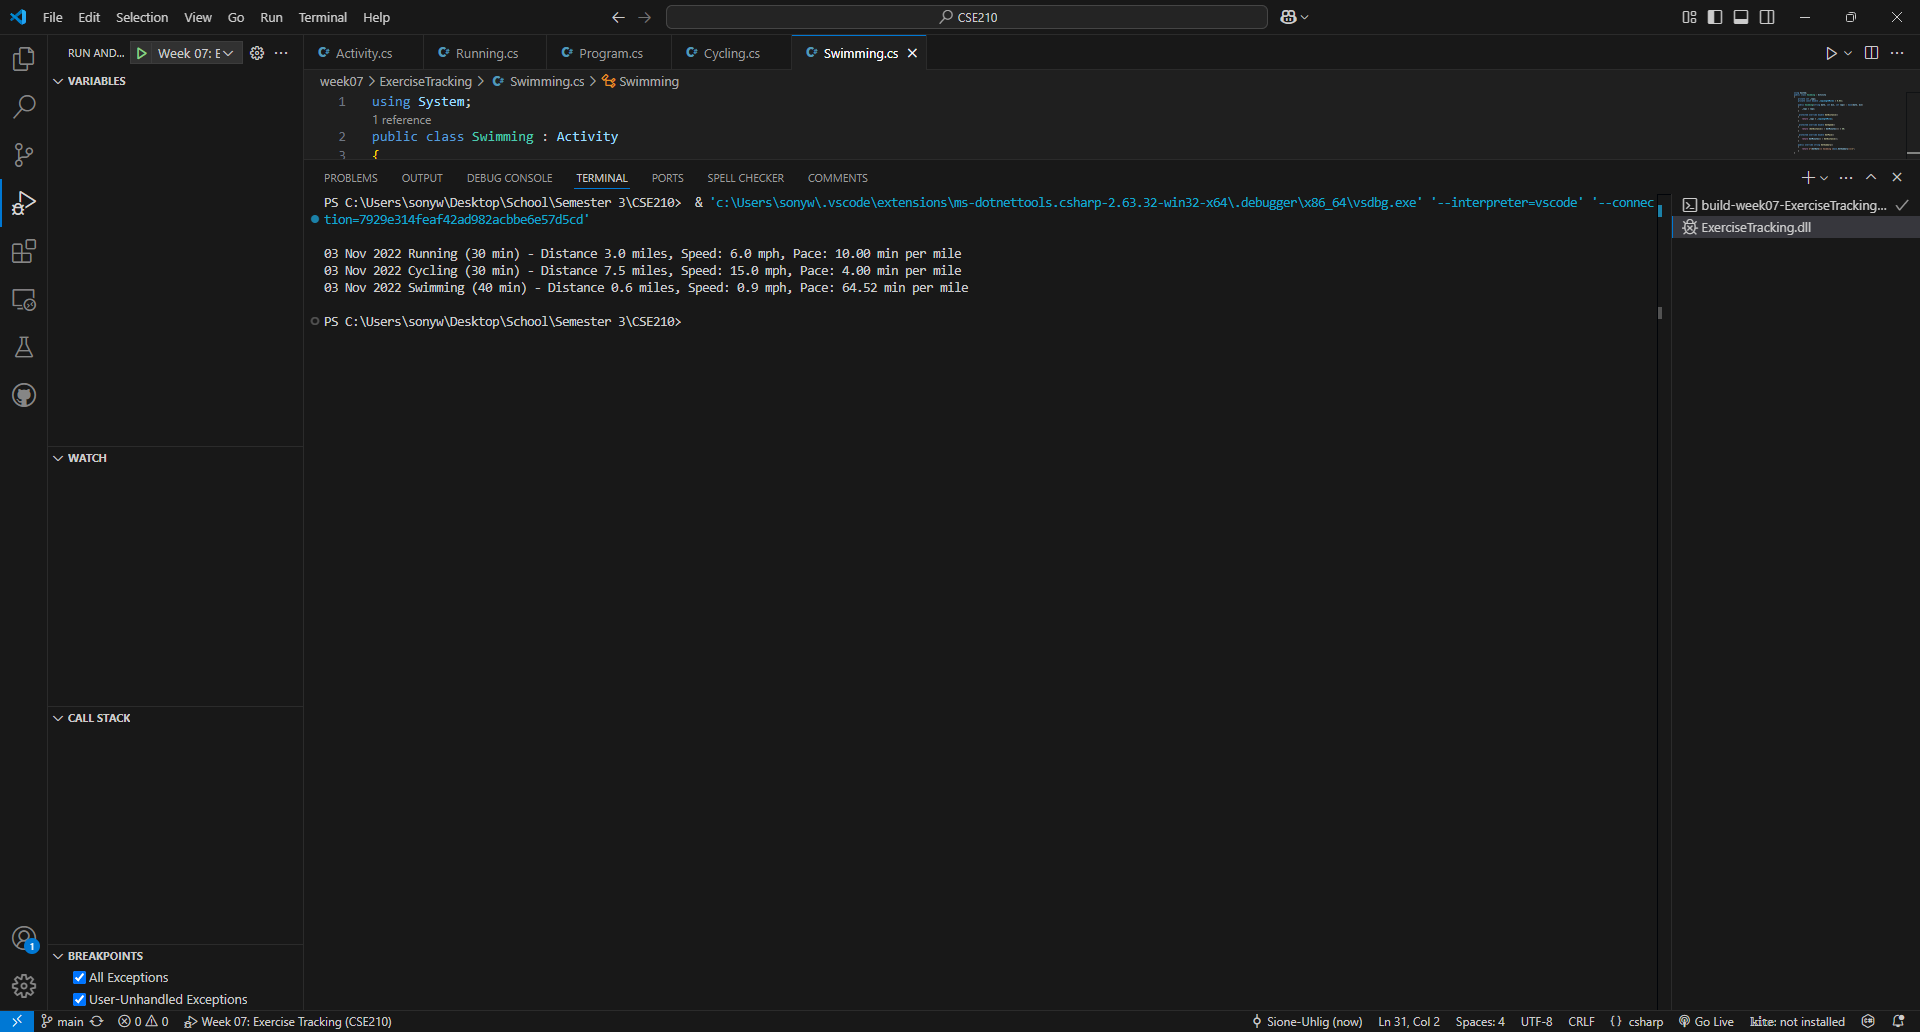 File Edit Selection View Go Run Terminal Help
CSE210
RUN AND... Week 07: E
Activity.cs Running.cs Program.cs Cycling.cs Swimming.cs
VARIABLES
week07 > ExerciseTracking > Swimming.cs > Swimming
1 using System;
1 reference
2 public class Swimming : Activity
3 {
PROBLEMS OUTPUT DEBUG CONSOLE TERMINAL PORTS SPELL CHECKER COMMENTS
PS C:\Users\sonyw\Desktop\School\Semester 3\CSE210> & 'c:\Users\sonyw\.vscode\extensions\ms-dotnettools.csharp-2.63.32-win32-x64\.debugger\x86_64\vsdbg.exe' '--interpreter=vscode' '--connec
tion=7929e314feaf42ad982acbbe6e57d5cd'
03 Nov 2022 Running (30 min) - Distance 3.0 miles, Speed: 6.0 mph, Pace: 10.00 min per mile
03 Nov 2022 Cycling (30 min) - Distance 7.5 miles, Speed: 15.0 mph, Pace: 4.00 min per mile
03 Nov 2022 Swimming (40 min) - Distance 0.6 miles, Speed: 0.9 mph, Pace: 64.52 min per mile
PS C:\Users\sonyw\Desktop\School\Semester 3\CSE210>
build-week07-ExerciseTracking...
ExerciseTracking.dll
WATCH
CALL STACK
BREAKPOINTS
All Exceptions
User-Unhandled Exceptions
1
main 0 0 Week 07: Exercise Tracking (CSE210) Sione-Uhlig (now) Ln 31, Col 2 Spaces: 4 UTF-8 CRLF {} csharp Go Live kite: not installed